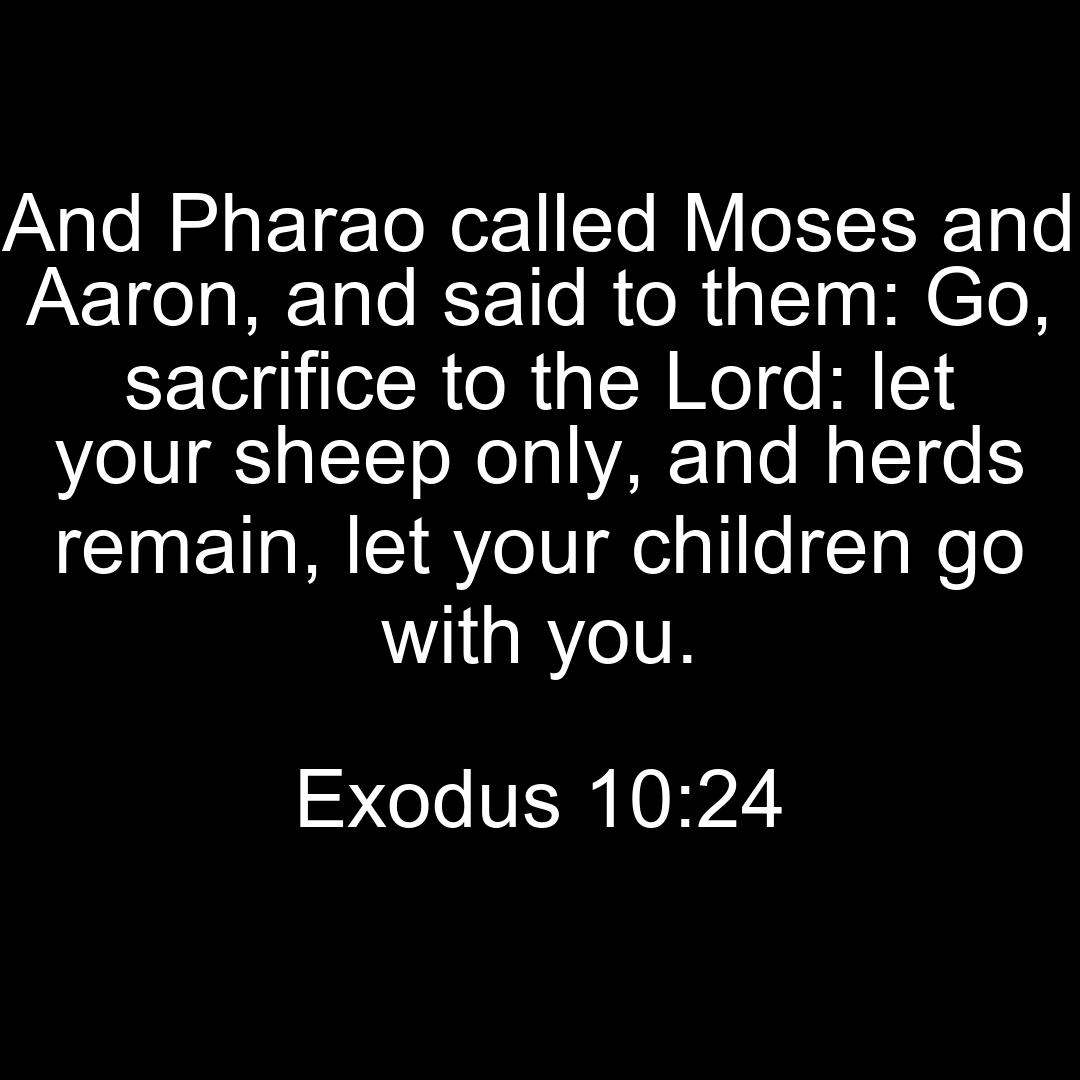 And Pharao called Moses and
Aaron, and said to them: Go,
sacrifice to the Lord: let
your sheep only, and herds
remain, let your children go
with you.
Exodus 10:24